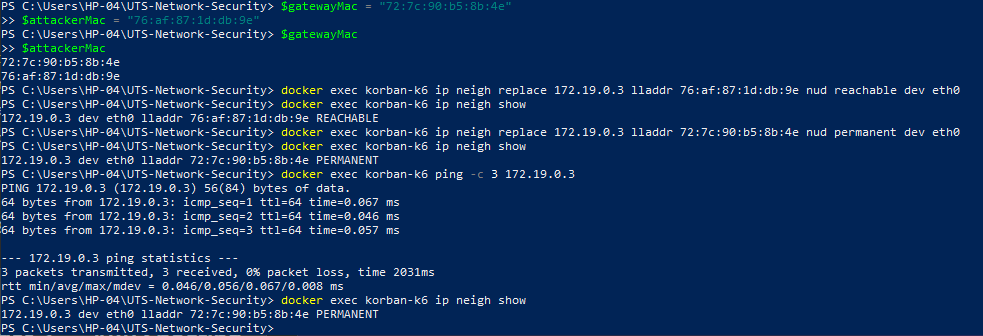 PS C:\Users\HP-04\UTS-Network-Security> $gatewayMac = "72:7c:90:b5:8b:4e"
>> $attackerMac = "76:af:87:1d:db:9e"
PS C:\Users\HP-04\UTS-Network-Security> $gatewayMac
>> $attackerMac
72:7c:90:b5:8b:4e
76:af:87:1d:db:9e
PS C:\Users\HP-04\UTS-Network-Security> docker exec korban-k6 ip neigh replace 172.19.0.3 lladdr 76:af:87:1d:db:9e nud reachable dev eth0
PS C:\Users\HP-04\UTS-Network-Security> docker exec korban-k6 ip neigh show
172.19.0.3 dev eth0 lladdr 76:af:87:1d:db:9e REACHABLE
PS C:\Users\HP-04\UTS-Network-Security> docker exec korban-k6 ip neigh replace 172.19.0.3 lladdr 72:7c:90:b5:8b:4e nud permanent dev eth0
PS C:\Users\HP-04\UTS-Network-Security> docker exec korban-k6 ip neigh show
172.19.0.3 dev eth0 lladdr 72:7c:90:b5:8b:4e PERMANENT
PS C:\Users\HP-04\UTS-Network-Security> docker exec korban-k6 ping -c 3 172.19.0.3
PING 172.19.0.3 (172.19.0.3) 56(84) bytes of data.
64 bytes from 172.19.0.3: icmp_seq=1 ttl=64 time=0.067 ms
64 bytes from 172.19.0.3: icmp_seq=2 ttl=64 time=0.046 ms
64 bytes from 172.19.0.3: icmp_seq=3 ttl=64 time=0.057 ms
--- 172.19.0.3 ping statistics ---
3 packets transmitted, 3 received, 0% packet loss, time 2031ms
rtt min/avg/max/mdev = 0.046/0.056/0.067/0.008 ms
PS C:\Users\HP-04\UTS-Network-Security> docker exec korban-k6 ip neigh show
172.19.0.3 dev eth0 lladdr 72:7c:90:b5:8b:4e PERMANENT
PS C:\Users\HP-04\UTS-Network-Security>